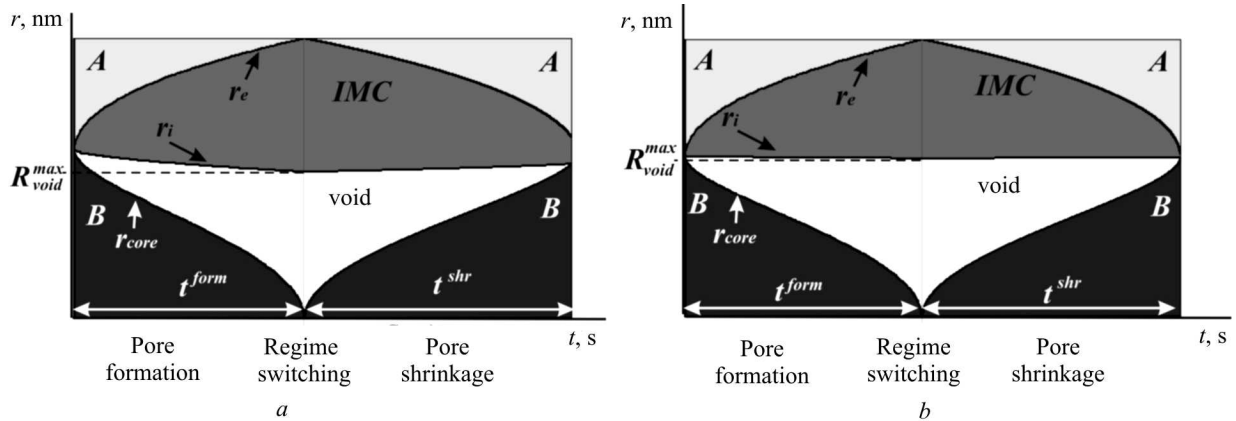 r, nm
A
A
r_e
IMC
r_i
R_void^max
void
B
B
r_core
t^form
t^shr
t, s
Pore formation
Regime switching
Pore shrinkage
a
r, nm
A
A
r_e
IMC
r_i
R_void^max
void
B
B
r_core
t^form
t^shr
t, s
Pore formation
Regime switching
Pore shrinkage
b